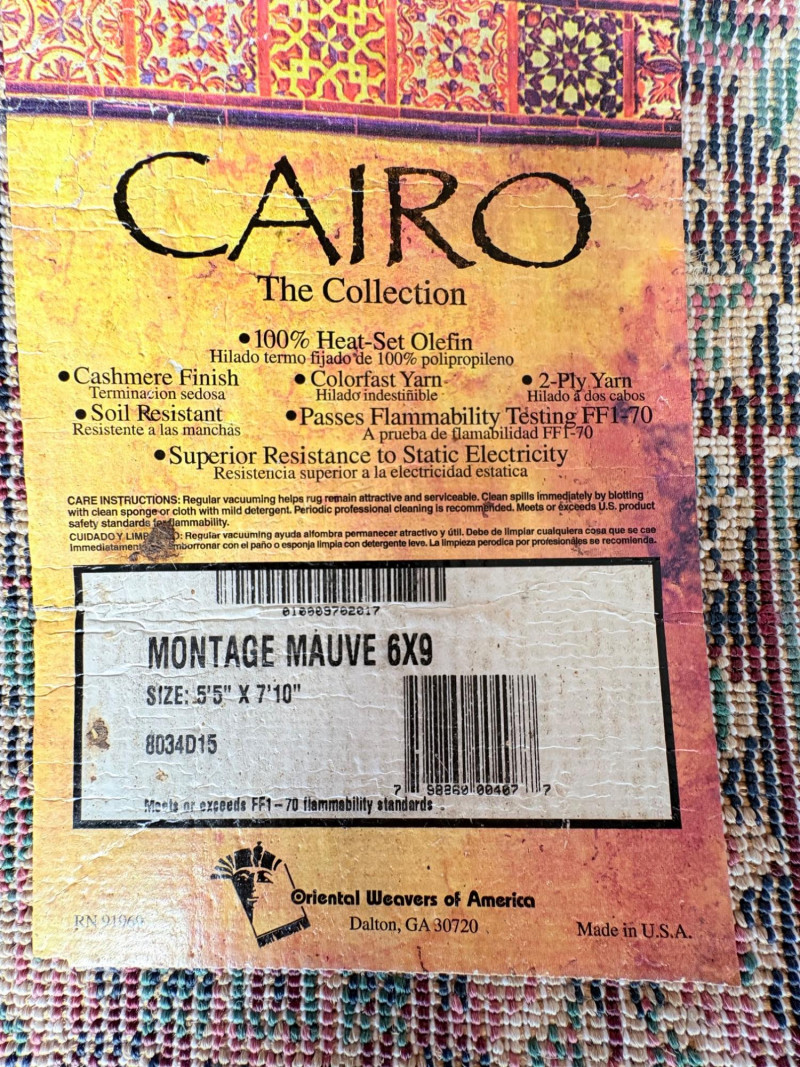 CAIRO
The Collection
•100% Heat-Set Olefin
Hilado termo fijado de 100% polipropileno
•Cashmere Finish •Colorfast Yarn •2-Ply Yarn
Terminacion sedosa Hilado indestiñible Hilado a dos cabos
•Soil Resistant •Passes Flammability Testing FF1-70
Resistente a las manchas A prueba de flamabilidad FF1-70
•Superior Resistance to Static Electricity
Resistencia superior a la electricidad estatica
CARE INSTRUCTIONS: Regular vacuuming helps rug remain attractive and serviceable. Clean spills immediately by blotting
with clean sponge or cloth with mild detergent. Periodic professional cleaning is recommended. Meets or exceeds U.S. product
safety standards for flammability.
CUIDADO Y Regular vacuuming ayuda alfombra permanecer atractivo y útil. Debe de limpiar cualquiera cosa que se cae
immediatament con el paño o esponja limpia con detergente leve. La limpieza perodica por profesionales se recomienda.
MONTAGE MAUVE 6X9
SIZE: 5'5" X 7'10"
8034D15
7 98260 00407 7
Meets or exceeds FF1-70 flammability standards
Oriental Weavers of America
Dalton, GA 30720
RN 91969
Made in U.S.A.